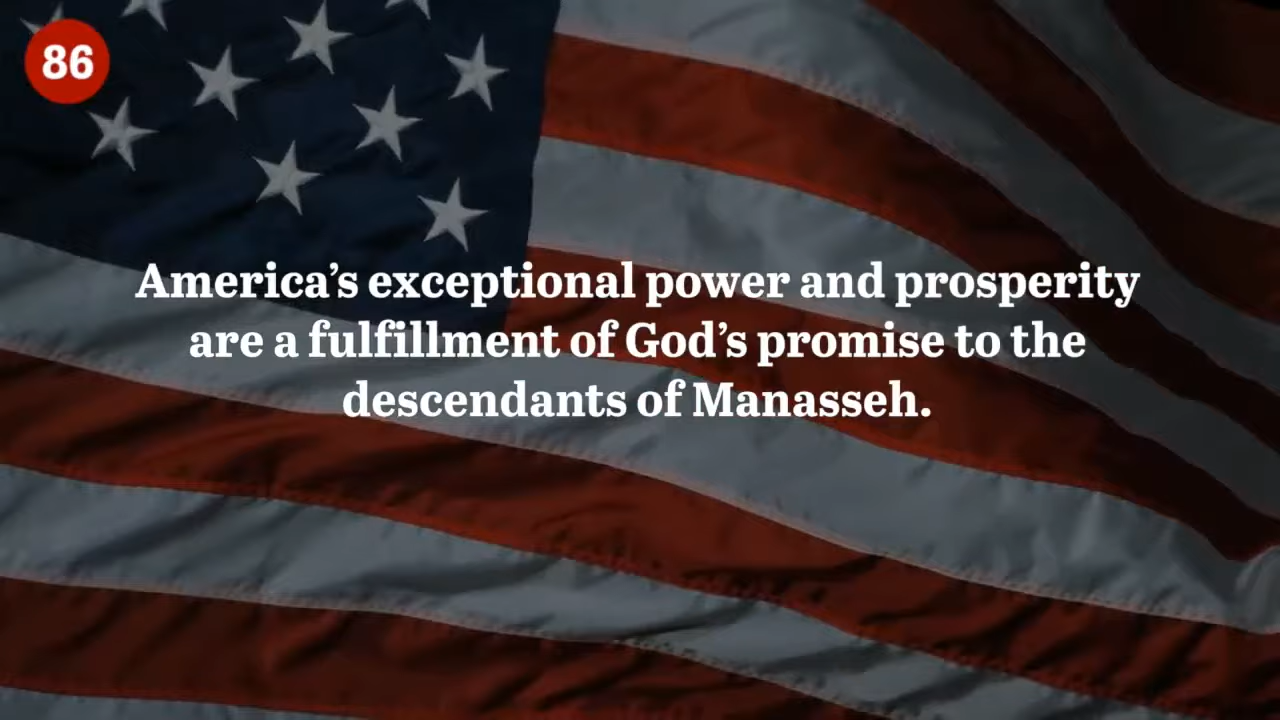 86
America’s exceptional power and prosperity
are a fulfillment of God’s promise to the
descendants of Manasseh.